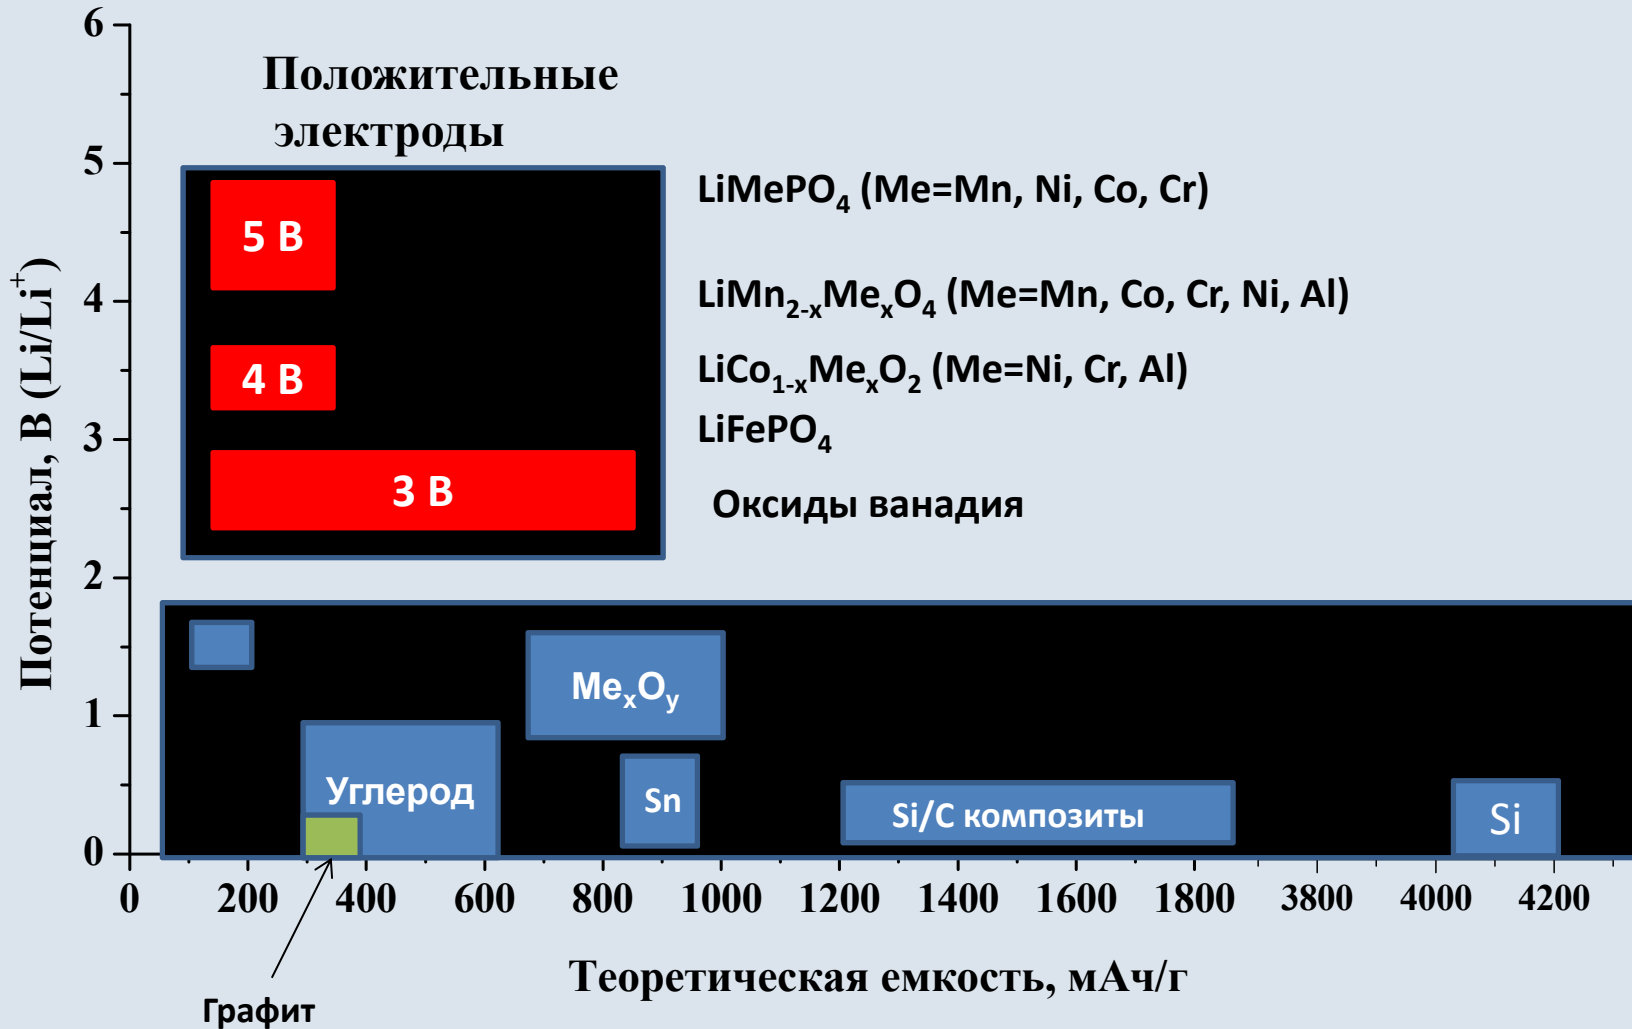 Положительные
электроды
6
5
4
3
2
1
0
Потенциал, В (Li/Li⁺)
5 В
4 В
3 В
LiMePO₄ (Me=Mn, Ni, Co, Cr)
LiMn₂₋ₓMeₓO₄ (Me=Mn, Co, Cr, Ni, Al)
LiCo₁₋ₓMeₓO₂ (Me=Ni, Cr, Al)
LiFePO₄
Оксиды ванадия
MeₓOᵧ
Углерод
Sn
Si/C композиты
Si
0 200 400 600 800 1000 1200 1400 1600 1800 3800 4000 4200
Теоретическая емкость, мАч/г
Графит